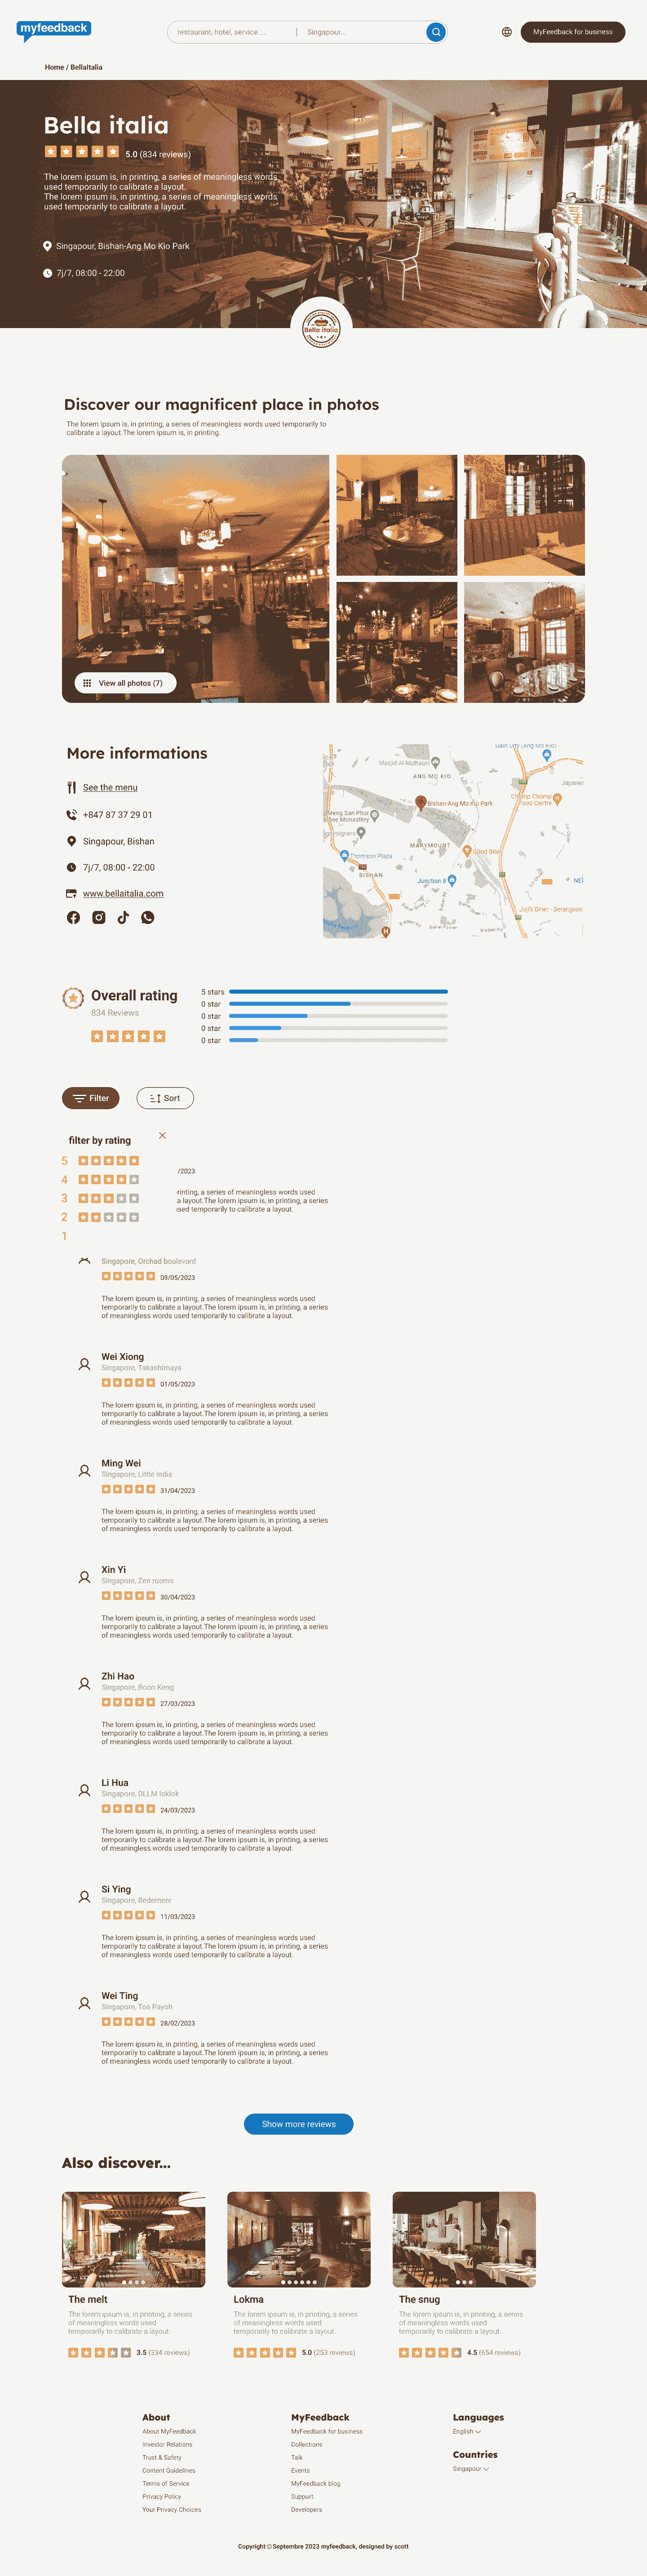 myfeedback
restaurant, hotel, service....
Singapour...
MyFeedback for business
Home / BellaItalia
Bella italia
5.0 (834 reviews)
The lorem ipsum is, in printing, a series of meaningless words
used temporarily to calibrate a layout.
The lorem ipsum is, in printing, a series of meaningless words
used temporarily to calibrate a layout.
Singapour, Bishan-Ang Mo Kio Park
7j/7, 08:00 - 22:00
Bella italia
Discover our magnificent place in photos
The lorem ipsum is, in printing, a series of meaningless words used temporarily to
calibrate a layout.The lorem ipsum is, in printing.
View all photos (7)
More informations
See the menu
+847 87 37 29 01
Singapour, Bishan
7j/7, 08:00 - 22:00
www.bellaitalia.com
Masjid Al-Muttaqin
ANG MO KIO
Bishan-Ang Mo Kio Park
Chomp Chomp
Food Centre
Meng San Phor
See Monastery
MARYMOUNT
Good Bites
Thomson Plaza
BISHAN
Junction 8
Joji's Diner - Serangoon
Overall rating
834 Reviews
5 stars
0 star
0 star
0 star
0 star
Filter
Sort
filter by rating
5
4
3
2
1
/2023
printing, a series of meaningless words used
a layout.The lorem ipsum is, in printing, a series
used temporarily to calibrate a layout.
Singapore, Orchad boulevard
09/05/2023
The lorem ipsum is, in printing, a series of meaningless words used
temporarily to calibrate a layout.The lorem ipsum is, in printing, a series
of meaningless words used temporarily to calibrate a layout.
Wei Xiong
Singapore, Takashimaya
01/05/2023
The lorem ipsum is, in printing, a series of meaningless words used
temporarily to calibrate a layout.The lorem ipsum is, in printing, a series
of meaningless words used temporarily to calibrate a layout.
Ming Wei
Singapore, Little india
31/04/2023
The lorem ipsum is, in printing, a series of meaningless words used
temporarily to calibrate a layout.The lorem ipsum is, in printing, a series
of meaningless words used temporarily to calibrate a layout.
Xin Yi
Singapore, Zen rooms
30/04/2023
The lorem ipsum is, in printing, a series of meaningless words used
temporarily to calibrate a layout.The lorem ipsum is, in printing, a series
of meaningless words used temporarily to calibrate a layout.
Zhi Hao
Singapore, Boon Keng
27/03/2023
The lorem ipsum is, in printing, a series of meaningless words used
temporarily to calibrate a layout.The lorem ipsum is, in printing, a series
of meaningless words used temporarily to calibrate a layout.
Li Hua
Singapore, DLLM loklok
24/03/2023
The lorem ipsum is, in printing, a series of meaningless words used
temporarily to calibrate a layout.The lorem ipsum is, in printing, a series
of meaningless words used temporarily to calibrate a layout.
Si Ying
Singapore, Bedemeer
11/03/2023
The lorem ipsum is, in printing, a series of meaningless words used
temporarily to calibrate a layout.The lorem ipsum is, in printing, a series
of meaningless words used temporarily to calibrate a layout.
Wei Ting
Singapore, Toa Payoh
28/02/2023
The lorem ipsum is, in printing, a series of meaningless words used
temporarily to calibrate a layout.The lorem ipsum is, in printing, a series
of meaningless words used temporarily to calibrate a layout.
Show more reviews
Also discover...
The melt
The lorem ipsum is, in printing, a series
of meaningless words used
temporarily to calibrate a layout.
3.5 (334 reviews)
Lokma
The lorem ipsum is, in printing, a series
of meaningless words used
temporarily to calibrate a layout.
5.0 (253 reviews)
The snug
The lorem ipsum is, in printing, a series
of meaningless words used
temporarily to calibrate a layout.
4.5 (654 reviews)
About
About MyFeedback
Investor Relations
Trust & Safety
Content Guidelines
Terms of Service
Privacy Policy
Your Privacy Choices
MyFeedback
MyFeedback for business
Collections
Talk
Events
MyFeedback blog
Support
Developers
Languages
English
Countries
Singapour
Copyright©Septembre 2023 myfeedback, designed by scott